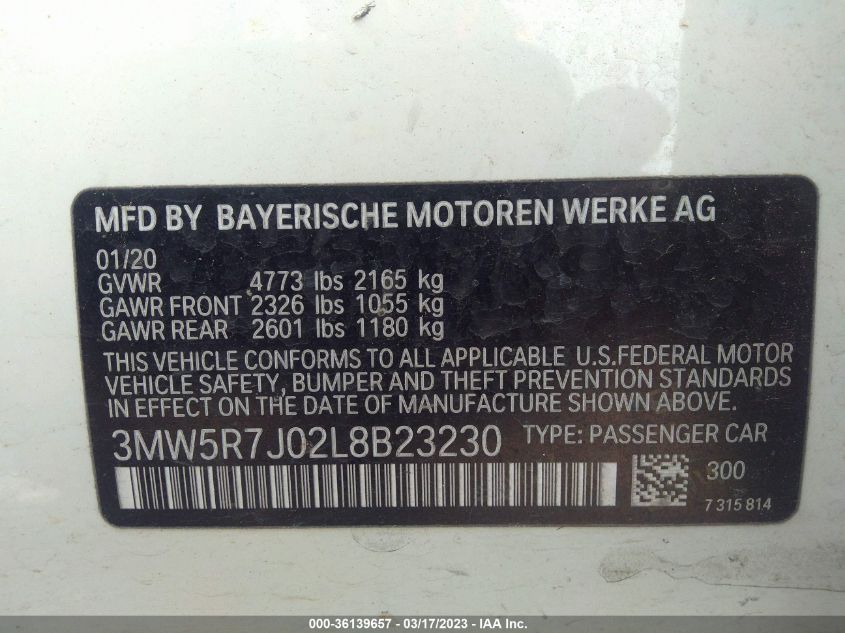 MFD BY BAYERISCHE MOTOREN WERKE AG
01/20
GVWR 4773 lbs 2165 kg
GAWR FRONT 2326 lbs 1055 kg
GAWR REAR 2601 lbs 1180 kg
THIS VEHICLE CONFORMS TO ALL APPLICABLE U.S.FEDERAL MOTOR
VEHICLE SAFETY, BUMPER AND THEFT PREVENTION STANDARDS
IN EFFECT ON THE DATE OF MANUFACTURE SHOWN ABOVE.
3MW5R7J02L8B23230 TYPE: PASSENGER CAR
300
7 315 814
000-36139657 - 03/17/2023 - IAA Inc.